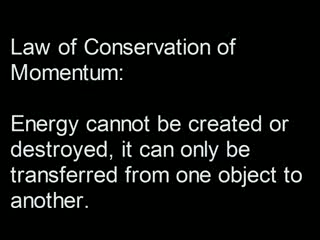 Law of Conservation of
Momentum:
Energy cannot be created or
destroyed, it can only be
transferred from one object to
another.